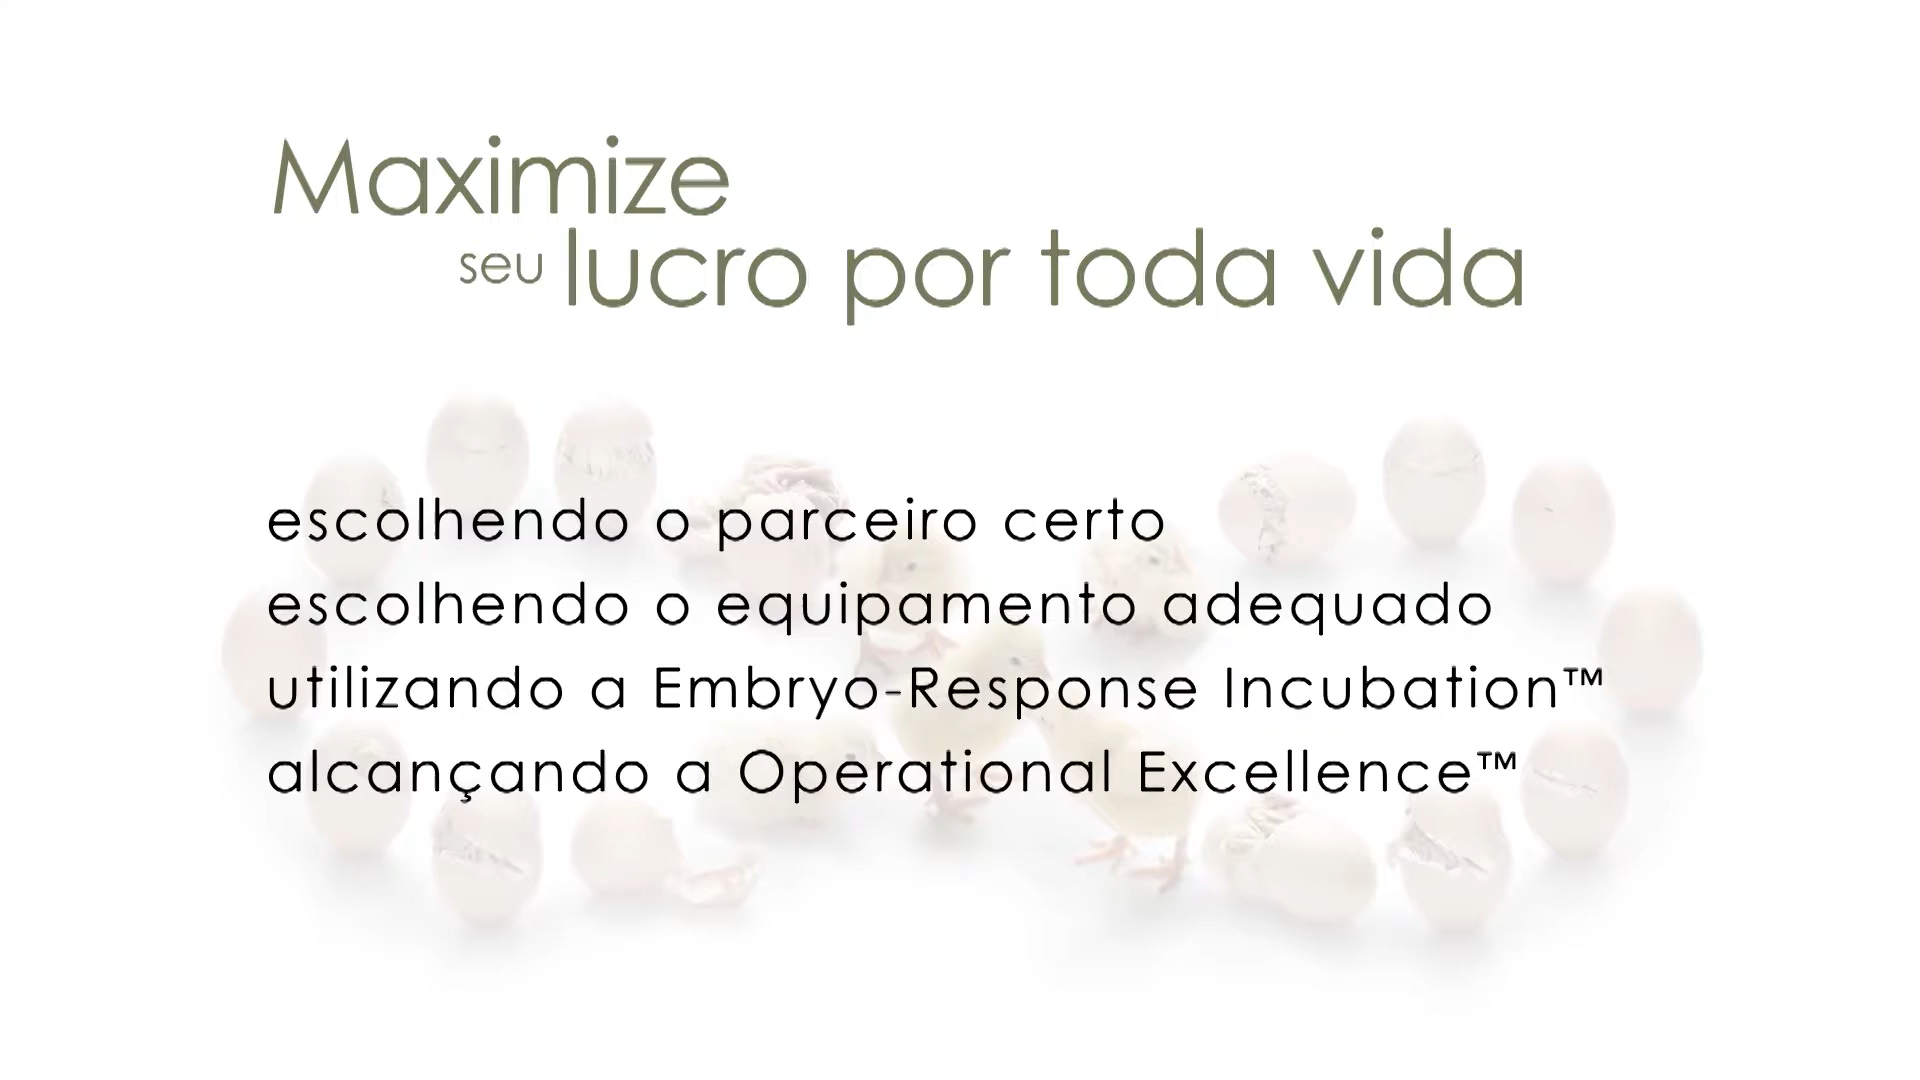 Maximize
seu lucro por toda vida
escolhendo o parceiro certo
escolhendo o equipamento adequado
utilizando a Embryo-Response Incubation™
alcançando a Operational Excellence™